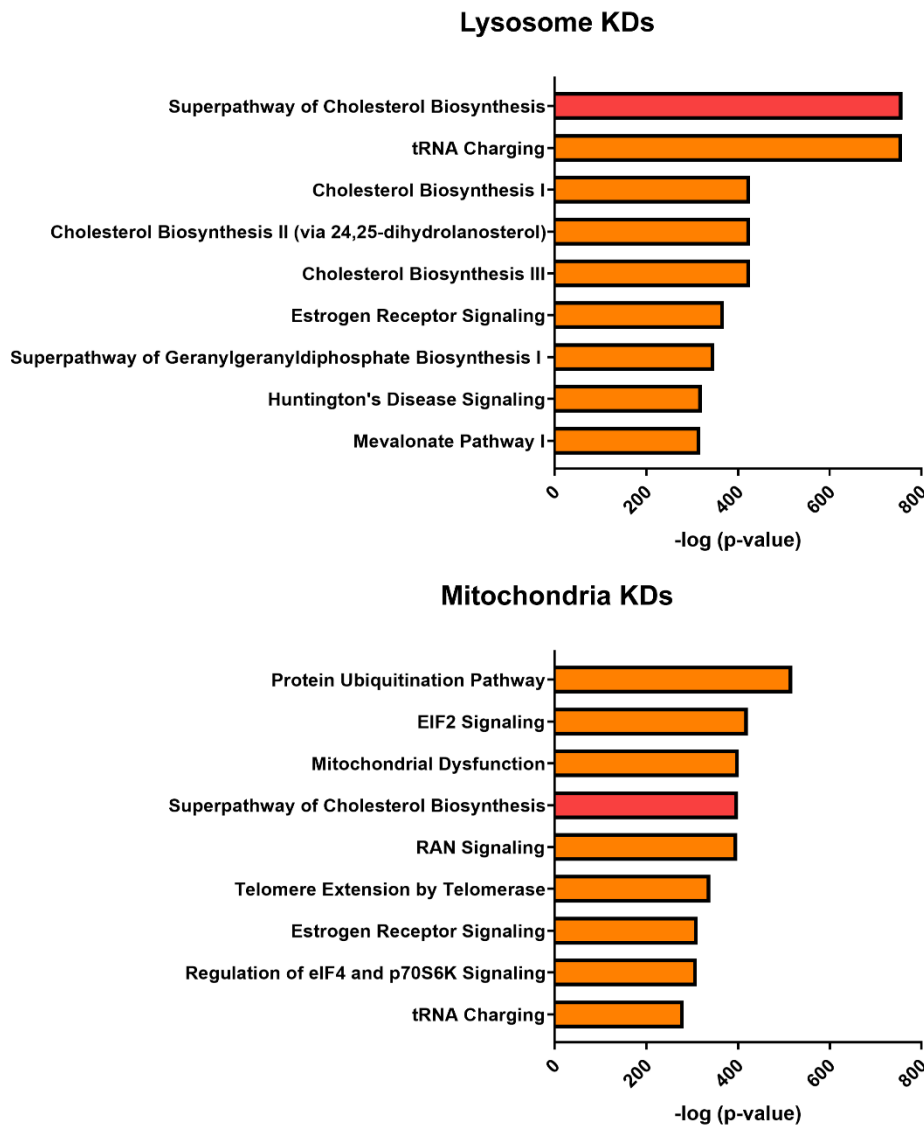 Lysosome KDs
Superpathway of Cholesterol Biosynthesis
tRNA Charging
Cholesterol Biosynthesis I
Cholesterol Biosynthesis II (via 24,25-dihydrolanosterol)
Cholesterol Biosynthesis III
Estrogen Receptor Signaling
Superpathway of Geranylgeranyldiphosphate Biosynthesis I
Huntington's Disease Signaling
Mevalonate Pathway I
0 200 400 600 800
-log (p-value)
Mitochondria KDs
Protein Ubiquitination Pathway
EIF2 Signaling
Mitochondrial Dysfunction
Superpathway of Cholesterol Biosynthesis
RAN Signaling
Telomere Extension by Telomerase
Estrogen Receptor Signaling
Regulation of eIF4 and p70S6K Signaling
tRNA Charging
0 200 400 600 800
-log (p-value)